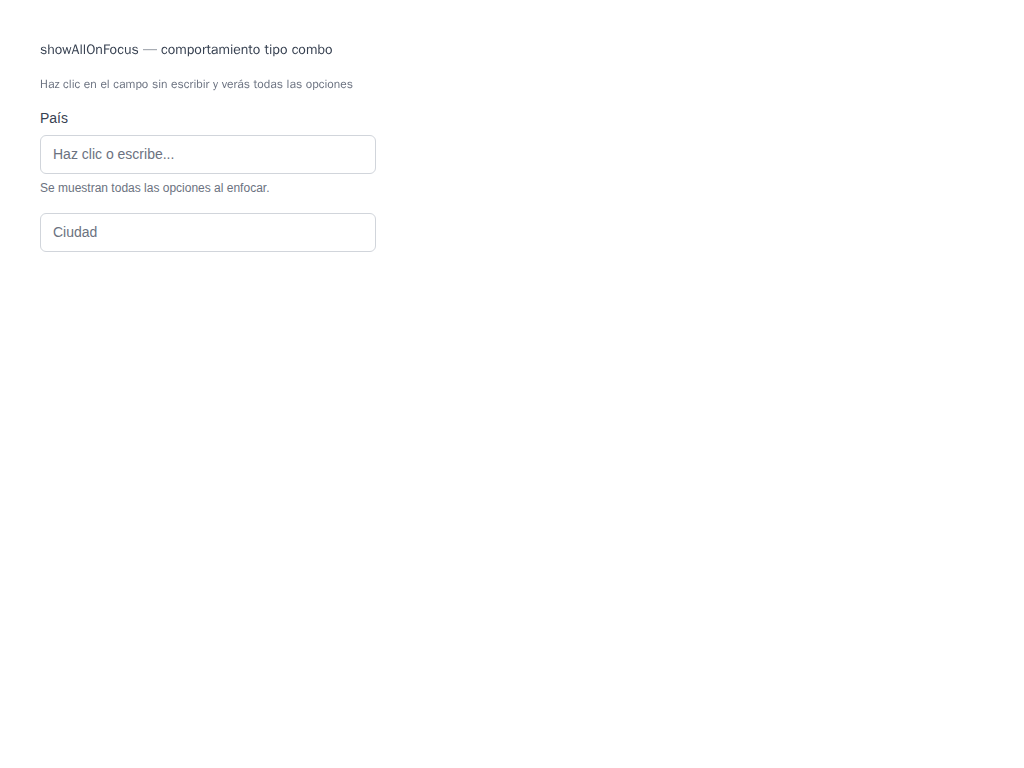 showAllOnFocus — comportamiento tipo combo
Haz clic en el campo sin escribir y verás todas las opciones
País
Haz clic o escribe...
Se muestran todas las opciones al enfocar.
Ciudad